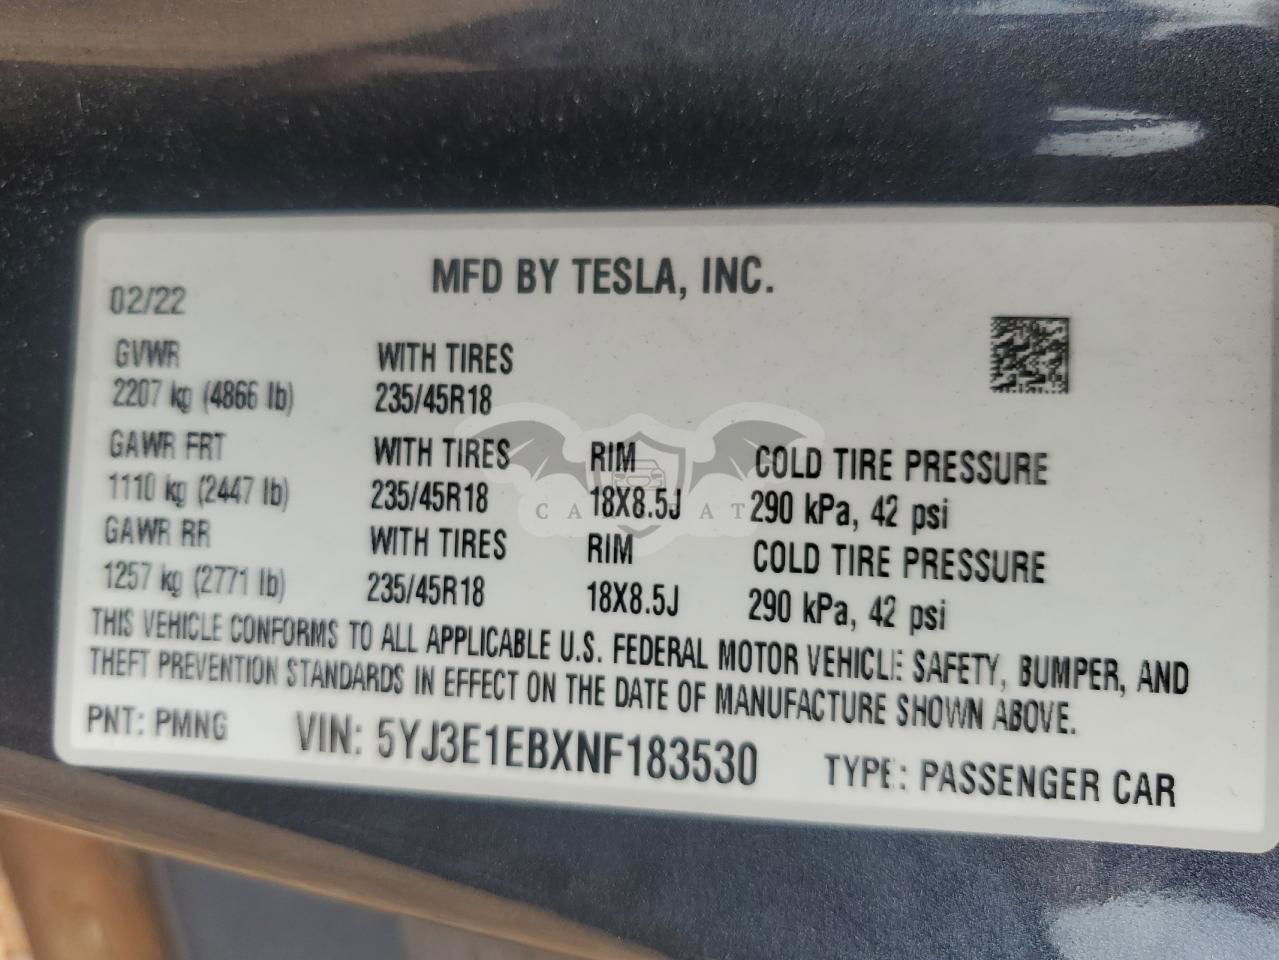 MFD BY TESLA, INC.
02/22
GVWR WITH TIRES
2207 kg (4866 lb) 235/45R18
GAWR FRT WITH TIRES RIM COLD TIRE PRESSURE
1110 kg (2447 lb) 235/45R18 18X8.5J 290 kPa, 42 psi
GAWR RR WITH TIRES RIM COLD TIRE PRESSURE
1257 kg (2771 lb) 235/45R18 18X8.5J 290 kPa, 42 psi
THIS VEHICLE CONFORMS TO ALL APPLICABLE U.S. FEDERAL MOTOR VEHICLE SAFETY, BUMPER, AND
THEFT PREVENTION STANDARDS IN EFFECT ON THE DATE OF MANUFACTURE SHOWN ABOVE.
PNT: PMNG VIN: 5YJ3E1EBXNF183530 TYPE: PASSENGER CAR